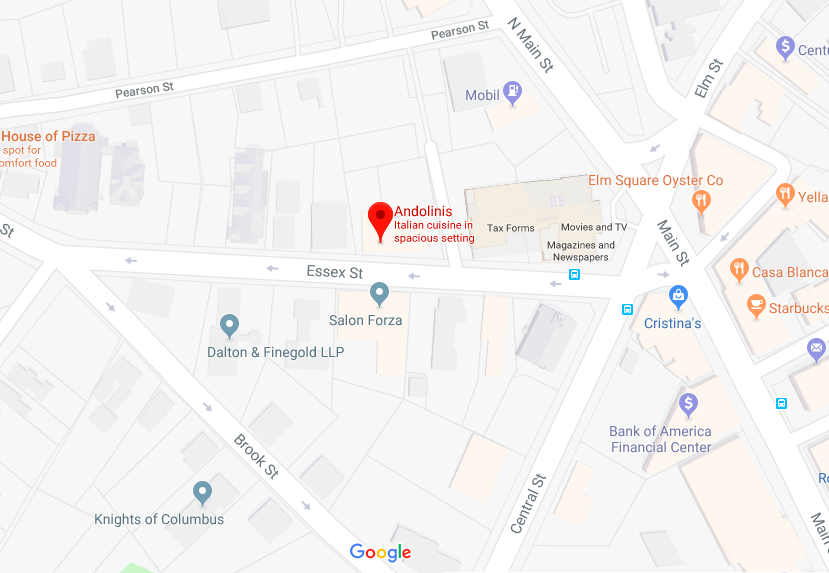 N Main St
Pearson St
Elm St
Centu
Pearson St
Mobil
House of Pizza
spot for
omfort food
Elm Square Oyster Co
Yella
Andolinis
Italian cuisine in
spacious setting
Tax Forms
Movies and TV
Magazines and
Newspapers
Main St
St
Essex St
Casa Blanca
Starbucks
Salon Forza
Cristina's
Dalton & Finegold LLP
Bank of America
Financial Center
Brook St
Ro
Central St
Knights of Columbus
Main S
Google